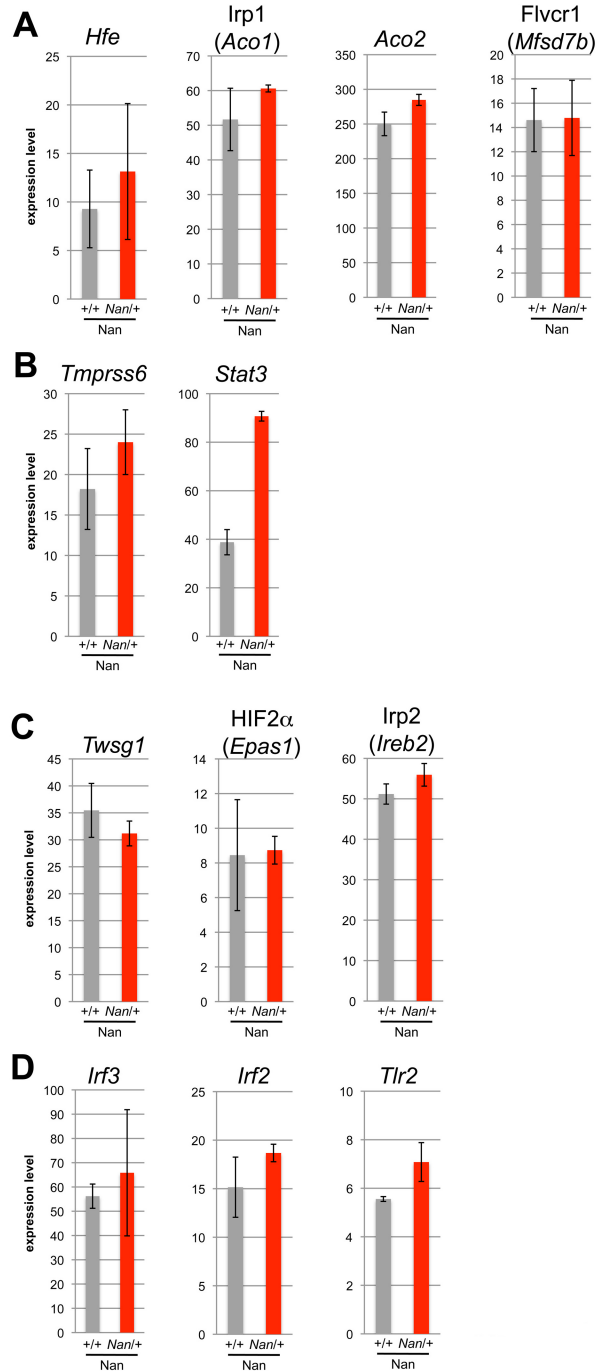 A
Hfe
Irp1
(Aco1)
Aco2
Flvcr1
(Mfsd7b)
expression level
25
20
15
10
5
0
+/+ Nan/+
Nan
70
60
50
40
30
20
10
0
+/+ Nan/+
Nan
350
300
250
200
150
100
50
0
+/+ Nan/+
Nan
20
18
16
14
12
10
8
6
4
2
0
+/+ Nan/+
Nan
B
Tmprss6
Stat3
expression level
30
25
20
15
10
5
0
+/+ Nan/+
Nan
100
80
60
40
20
0
+/+ Nan/+
Nan
C
Twsg1
HIF2α
(Epas1)
Irp2
(Ireb2)
expression level
45
40
35
30
25
20
15
10
5
0
+/+ Nan/+
Nan
14
12
10
8
6
4
2
0
+/+ Nan/+
Nan
60
50
40
30
20
10
0
+/+ Nan/+
Nan
D
Irf3
Irf2
Tlr2
expression level
100
90
80
70
60
50
40
30
20
10
0
+/+ Nan/+
Nan
25
20
15
10
5
0
+/+ Nan/+
Nan
10
8
6
4
2
0
+/+ Nan/+
Nan